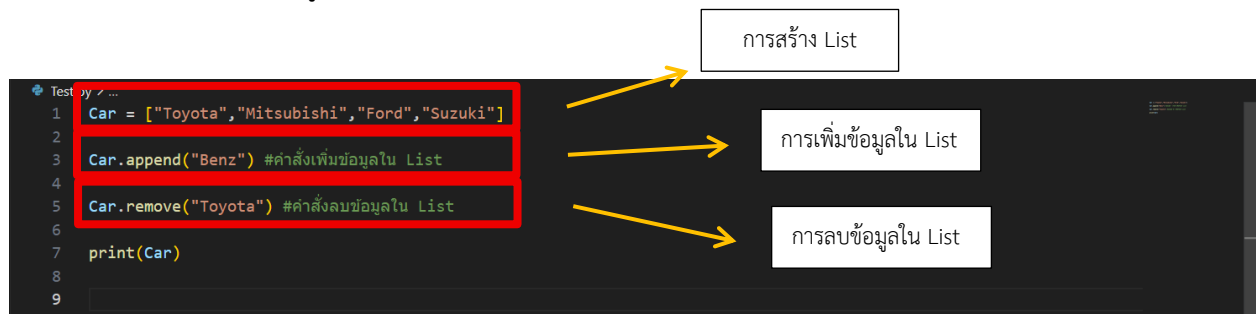 การสร้าง List
Test.py > ...
1 Car = ["Toyota","Mitsubishi","Ford","Suzuki"]
2
3 Car.append("Benz") #คำสั่งเพิ่มข้อมูลใน List
การเพิ่มข้อมูลใน List
4
5 Car.remove("Toyota") #คำสั่งลบข้อมูลใน List
การลบข้อมูลใน List
6
7 print(Car)
8
9